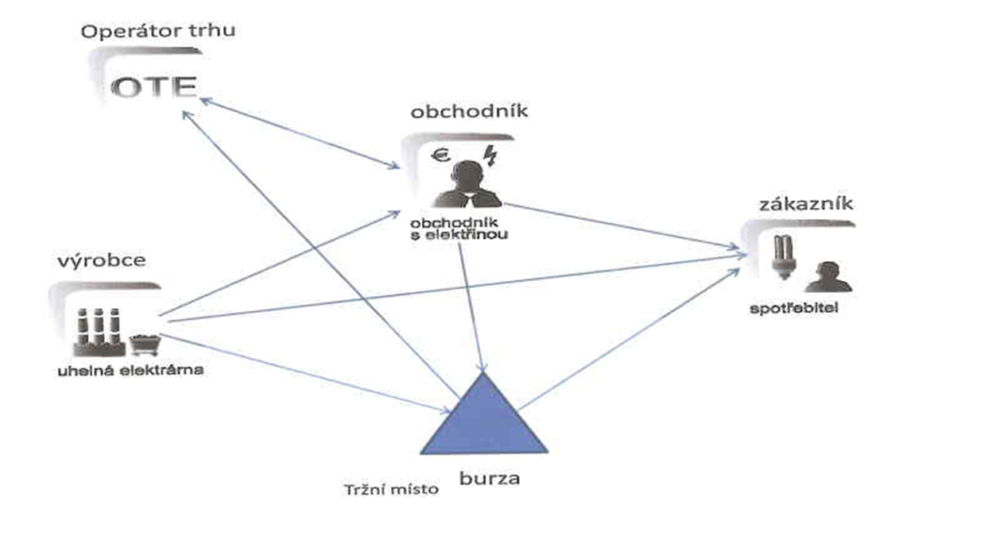 Operátor trhu
OTE
obchodník
€
obchodník
s elektřinou
zákazník
spotřebitel
výrobce
uhelná elektrárna
burza
Tržní místo